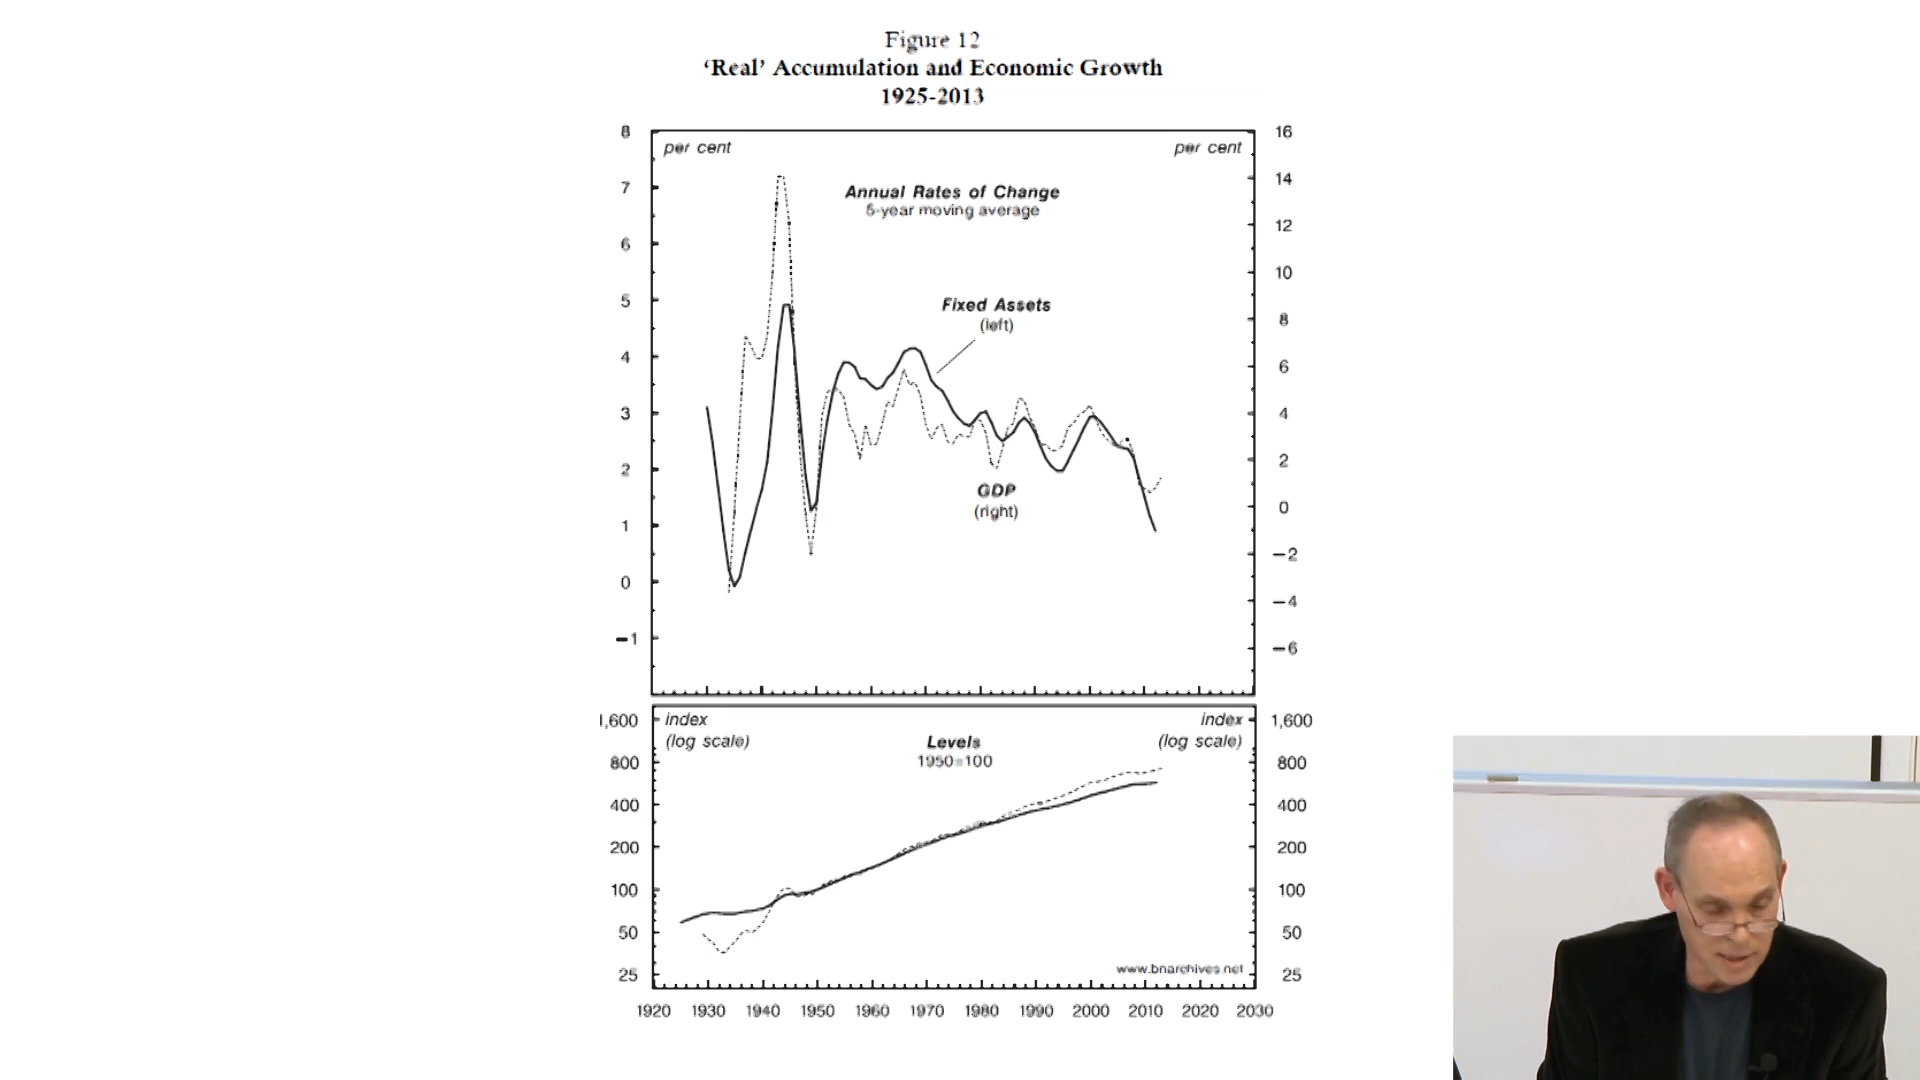 Figure 12
‘Real’ Accumulation and Economic Growth
1925-2013
8
7
6
5
4
3
2
1
0
−1
per cent
per cent
Annual Rates of Change
5-year moving average
Fixed Assets
(left)
GDP
(right)
16
14
12
10
8
6
4
2
0
−2
−4
−6
1,600
800
400
200
100
50
25
index
(log scale)
Levels
1950=100
index
(log scale)
www.bnarchives.net
1,600
800
400
200
100
50
25
1920 1930 1940 1950 1960 1970 1980 1990 2000 2010 2020 2030